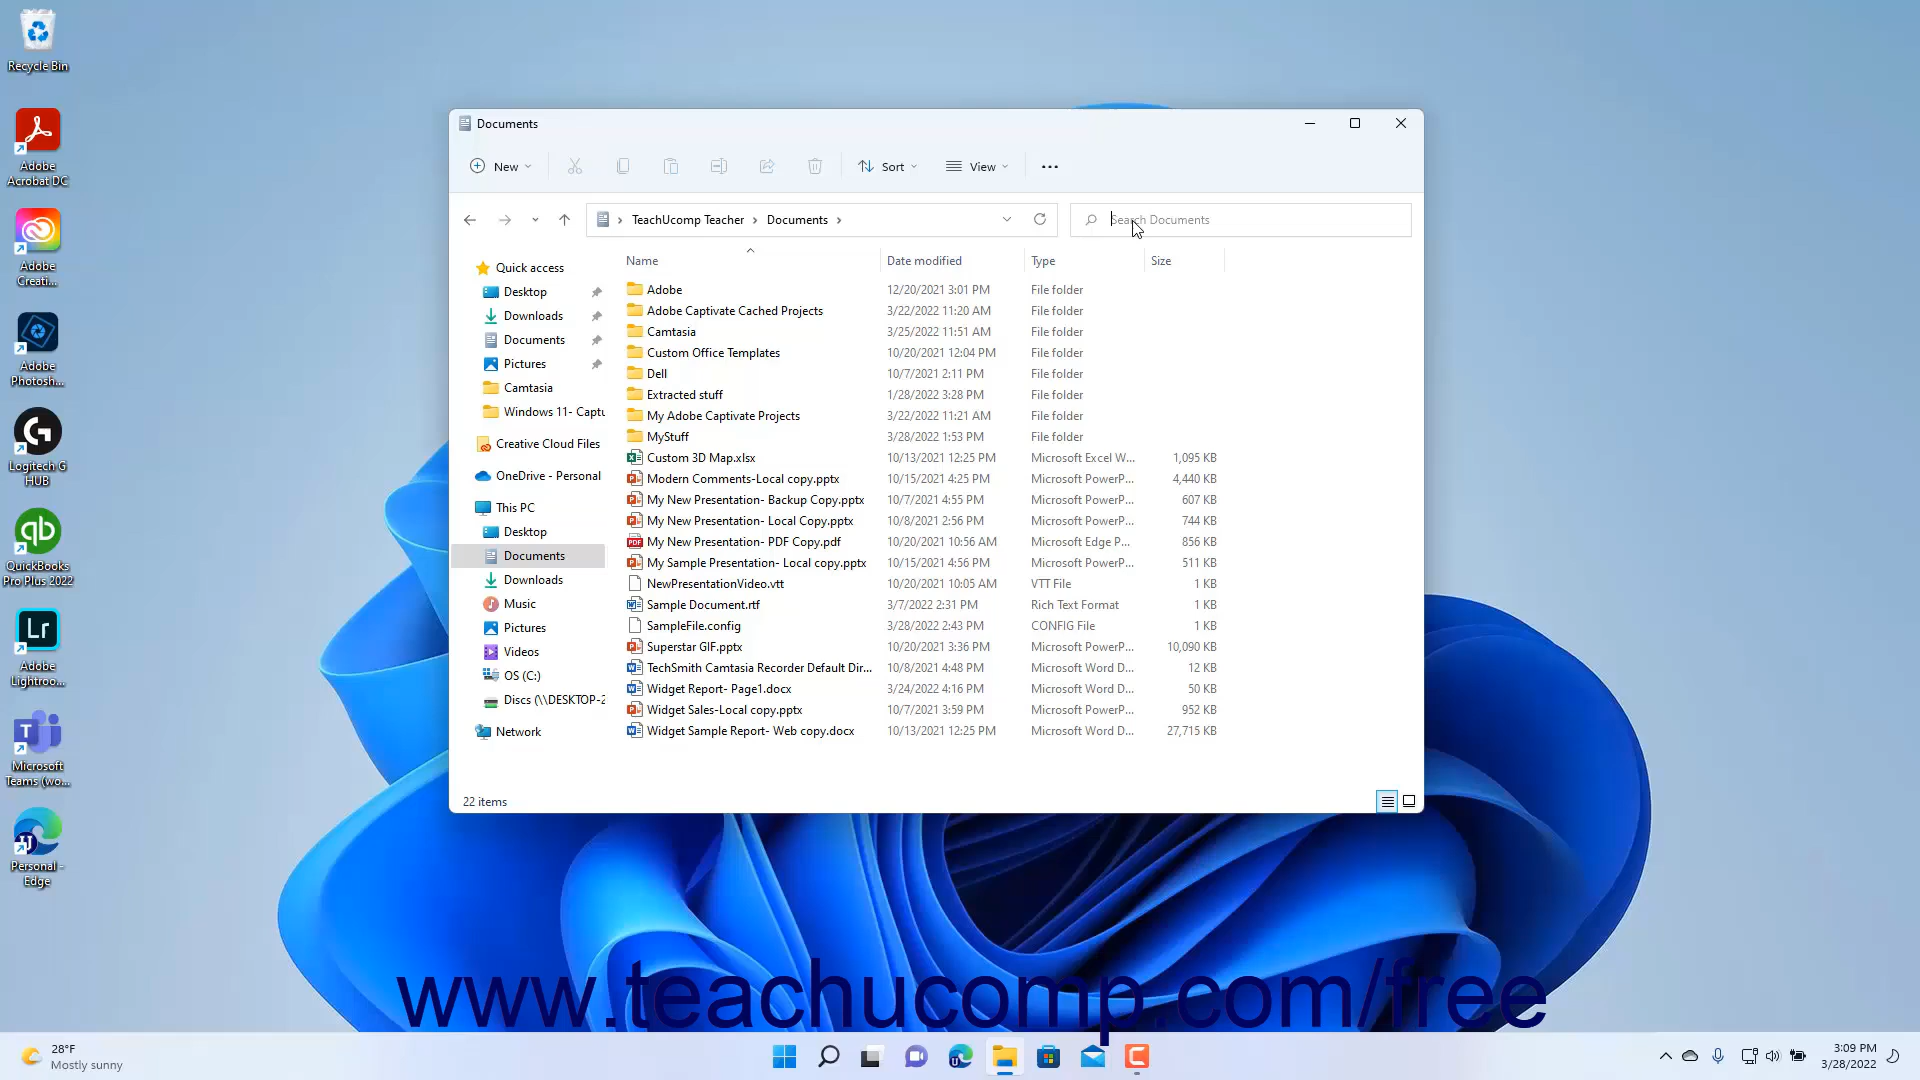 Recycle Bin
Adobe
Acrobat DC
Adobe
Creati...
Adobe
Photosh...
Logitech G
HUB
QuickBooks
Pro Plus 2022
Adobe
Lightroo...
Microsoft
Teams (wo...
Personal -
Edge
Documents
New
Sort
View
TeachUcomp Teacher > Documents >
Search Documents
Quick access
Desktop
Downloads
Documents
Pictures
Camtasia
Windows 11- Captu
Creative Cloud Files
OneDrive - Personal
This PC
Desktop
Documents
Downloads
Music
Pictures
Videos
OS (C:)
Discs (\\DESKTOP-2
Network
Name Date modified Type Size
Adobe 12/20/2021 3:01 PM File folder
Adobe Captivate Cached Projects 3/22/2022 11:20 AM File folder
Camtasia 3/25/2022 11:51 AM File folder
Custom Office Templates 10/20/2021 12:04 PM File folder
Dell 10/7/2021 2:11 PM File folder
Extracted stuff 1/28/2022 3:28 PM File folder
My Adobe Captivate Projects 3/22/2022 11:21 AM File folder
MyStuff 3/28/2022 1:53 PM File folder
Custom 3D Map.xlsx 10/13/2021 12:25 PM Microsoft Excel W... 1,095 KB
Modern Comments-Local copy.pptx 10/15/2021 4:25 PM Microsoft PowerP... 4,440 KB
My New Presentation- Backup Copy.pptx 10/7/2021 4:55 PM Microsoft PowerP... 607 KB
My New Presentation- Local Copy.pptx 10/8/2021 2:56 PM Microsoft PowerP... 744 KB
My New Presentation- PDF Copy.pdf 10/20/2021 10:56 AM Microsoft Edge P... 856 KB
My Sample Presentation- Local copy.pptx 10/15/2021 4:56 PM Microsoft PowerP... 511 KB
NewPresentationVideo.vtt 10/20/2021 10:05 AM VTT File 1 KB
Sample Document.rtf 3/7/2022 2:31 PM Rich Text Format 1 KB
SampleFile.config 3/28/2022 2:43 PM CONFIG File 1 KB
Superstar GIF.pptx 10/20/2021 3:36 PM Microsoft PowerP... 10,090 KB
TechSmith Camtasia Recorder Default Dir... 10/8/2021 4:48 PM Microsoft Word D... 12 KB
Widget Report- Page1.docx 3/24/2022 4:16 PM Microsoft Word D... 50 KB
Widget Sales-Local copy.pptx 10/7/2021 3:59 PM Microsoft PowerP... 952 KB
Widget Sample Report- Web copy.docx 10/13/2021 12:25 PM Microsoft Word D... 27,715 KB
22 items
www.teachucomp.com/free
28°F
Mostly sunny
3:09 PM
3/28/2022